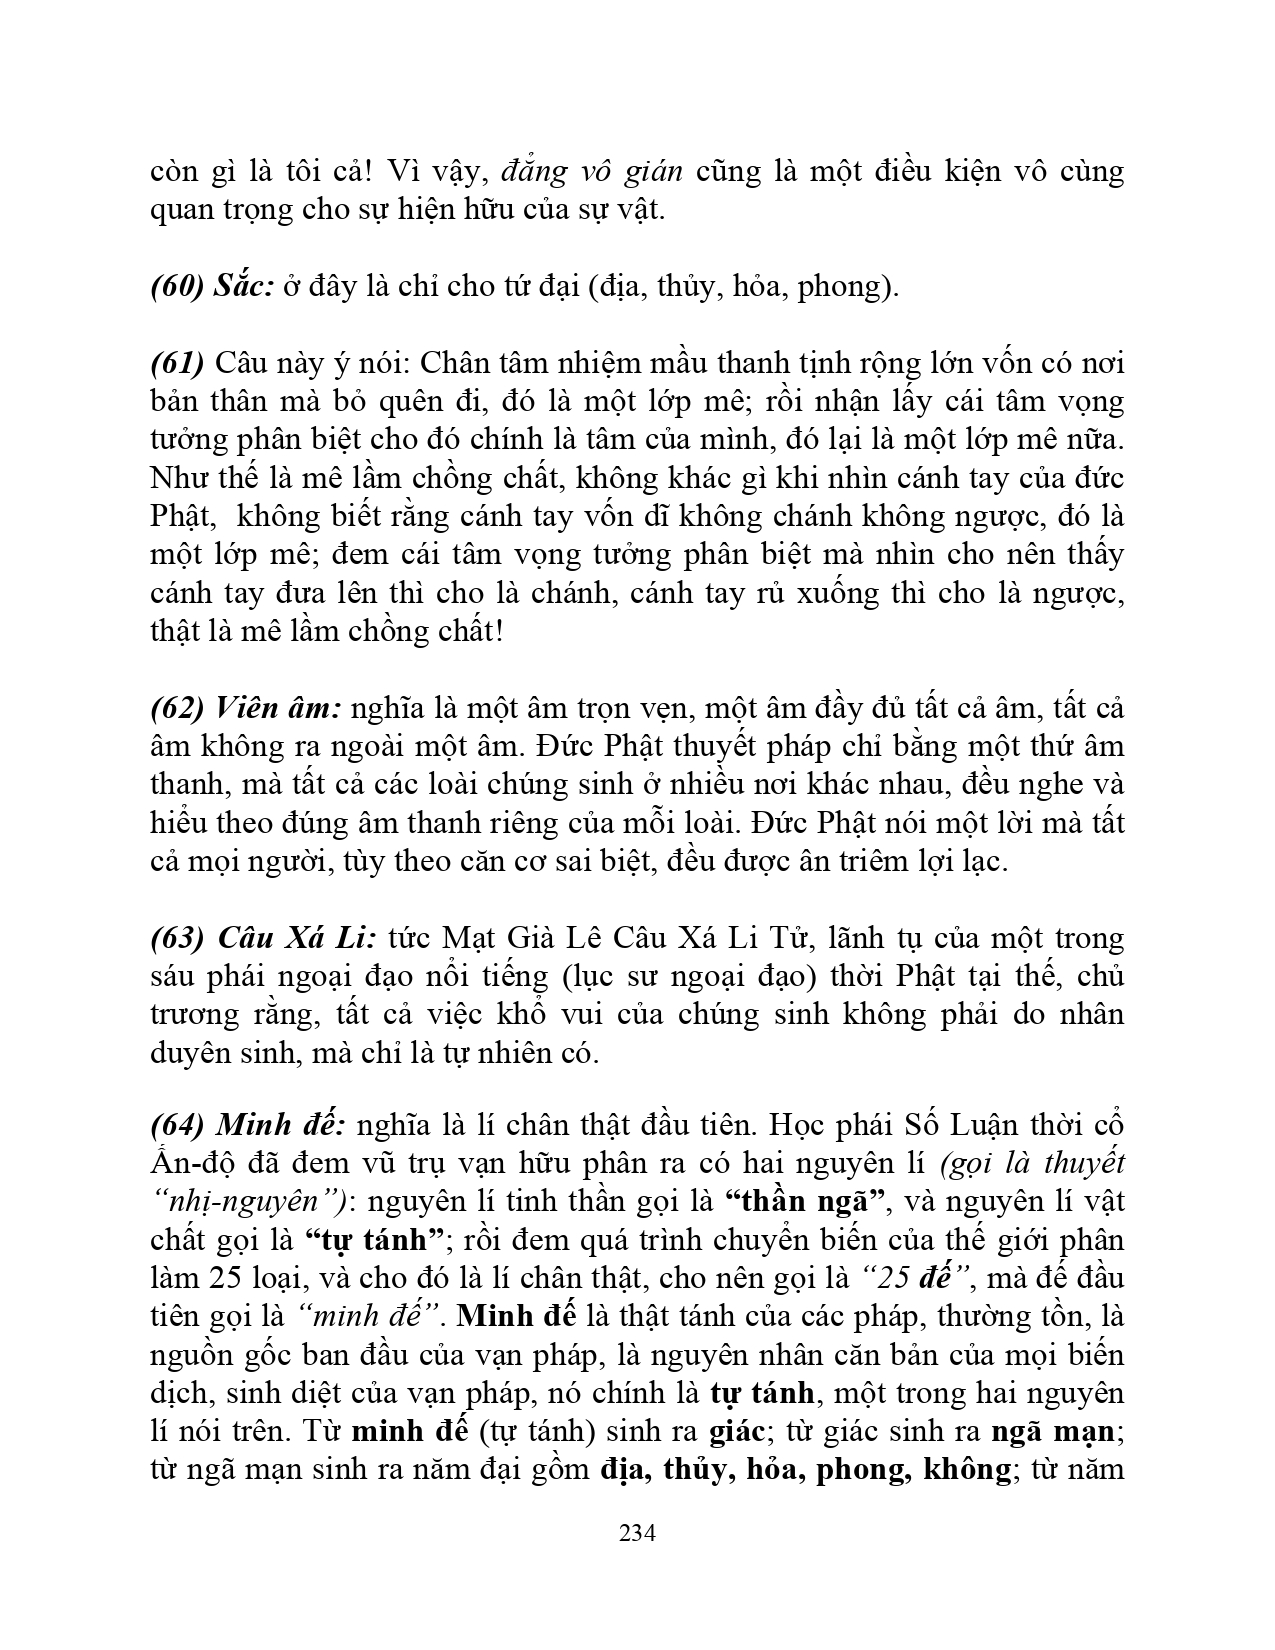 còn gì là tôi cả! Vì vậy, đẳng vô gián cũng là một điều kiện vô cùng
quan trọng cho sự hiện hữu của sự vật.
(60) Sắc: ở đây là chỉ cho tứ đại (địa, thủy, hỏa, phong).
(61) Câu này ý nói: Chân tâm nhiệm mầu thanh tịnh rộng lớn vốn có nơi
bản thân mà bỏ quên đi, đó là một lớp mê; rồi nhận lấy cái tâm vọng
tưởng phân biệt cho đó chính là tâm của mình, đó lại là một lớp mê nữa.
Như thế là mê lầm chồng chất, không khác gì khi nhìn cánh tay của đức
Phật,  không biết rằng cánh tay vốn dĩ không chánh không ngược, đó là
một lớp mê; đem cái tâm vọng tưởng phân biệt mà nhìn cho nên thấy
cánh tay đưa lên thì cho là chánh, cánh tay rủ xuống thì cho là ngược,
thật là mê lầm chồng chất!
(62) Viên âm: nghĩa là một âm trọn vẹn, một âm đầy đủ tất cả âm, tất cả
âm không ra ngoài một âm. Đức Phật thuyết pháp chỉ bằng một thứ âm
thanh, mà tất cả các loài chúng sinh ở nhiều nơi khác nhau, đều nghe và
hiểu theo đúng âm thanh riêng của mỗi loài. Đức Phật nói một lời mà tất
cả mọi người, tùy theo căn cơ sai biệt, đều được ân triêm lợi lạc.
(63) Câu Xá Li: tức Mạt Già Lê Câu Xá Li Tử, lãnh tụ của một trong
sáu phái ngoại đạo nổi tiếng (lục sư ngoại đạo) thời Phật tại thế, chủ
trương rằng, tất cả việc khổ vui của chúng sinh không phải do nhân
duyên sinh, mà chỉ là tự nhiên có.
(64) Minh đế: nghĩa là lí chân thật đầu tiên. Học phái Số Luận thời cổ
Ấn-độ đã đem vũ trụ vạn hữu phân ra có hai nguyên lí (gọi là thuyết
“nhị-nguyên”): nguyên lí tinh thần gọi là “thần ngã”, và nguyên lí vật
chất gọi là “tự tánh”; rồi đem quá trình chuyển biến của thế giới phân
làm 25 loại, và cho đó là lí chân thật, cho nên gọi là “25 đế”, mà đế đầu
tiên gọi là “minh đế”. Minh đế là thật tánh của các pháp, thường tồn, là
nguồn gốc ban đầu của vạn pháp, là nguyên nhân căn bản của mọi biến
dịch, sinh diệt của vạn pháp, nó chính là tự tánh, một trong hai nguyên
lí nói trên. Từ minh đế (tự tánh) sinh ra giác; từ giác sinh ra ngã mạn;
từ ngã mạn sinh ra năm đại gồm địa, thủy, hỏa, phong, không; từ năm
234